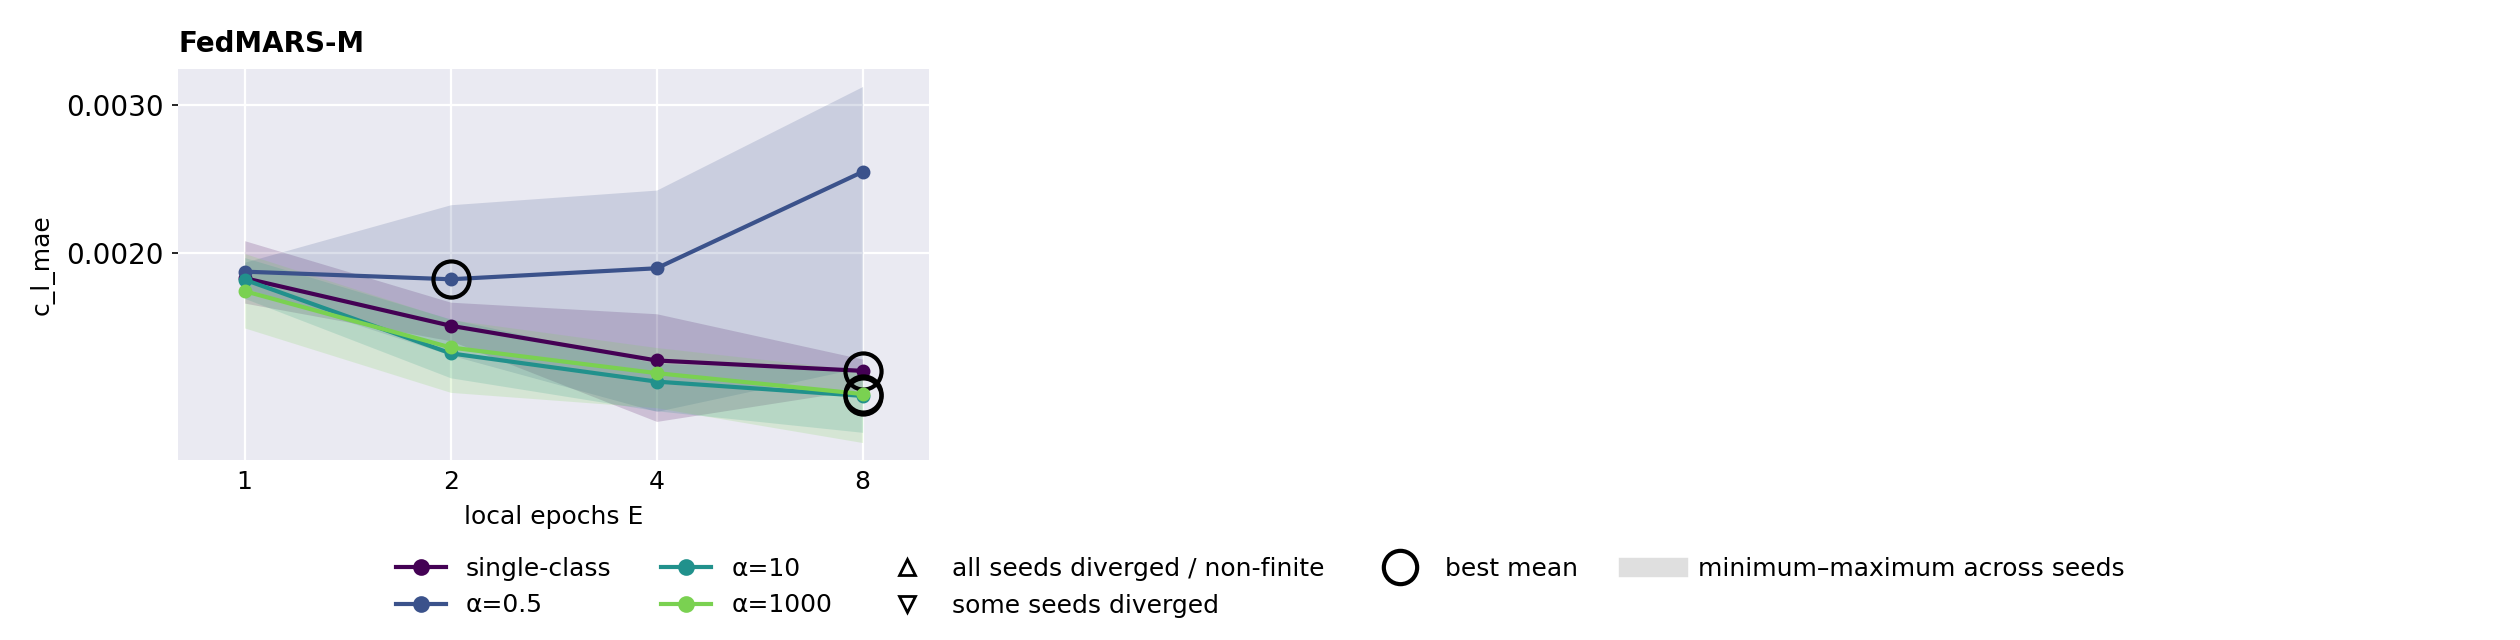 FedMARS-M
0.0030
0.0020
c_l_mae
1 2 4 8
local epochs E
single-class α=10 all seeds diverged / non-finite best mean minimum–maximum across seeds
α=0.5 α=1000 some seeds diverged